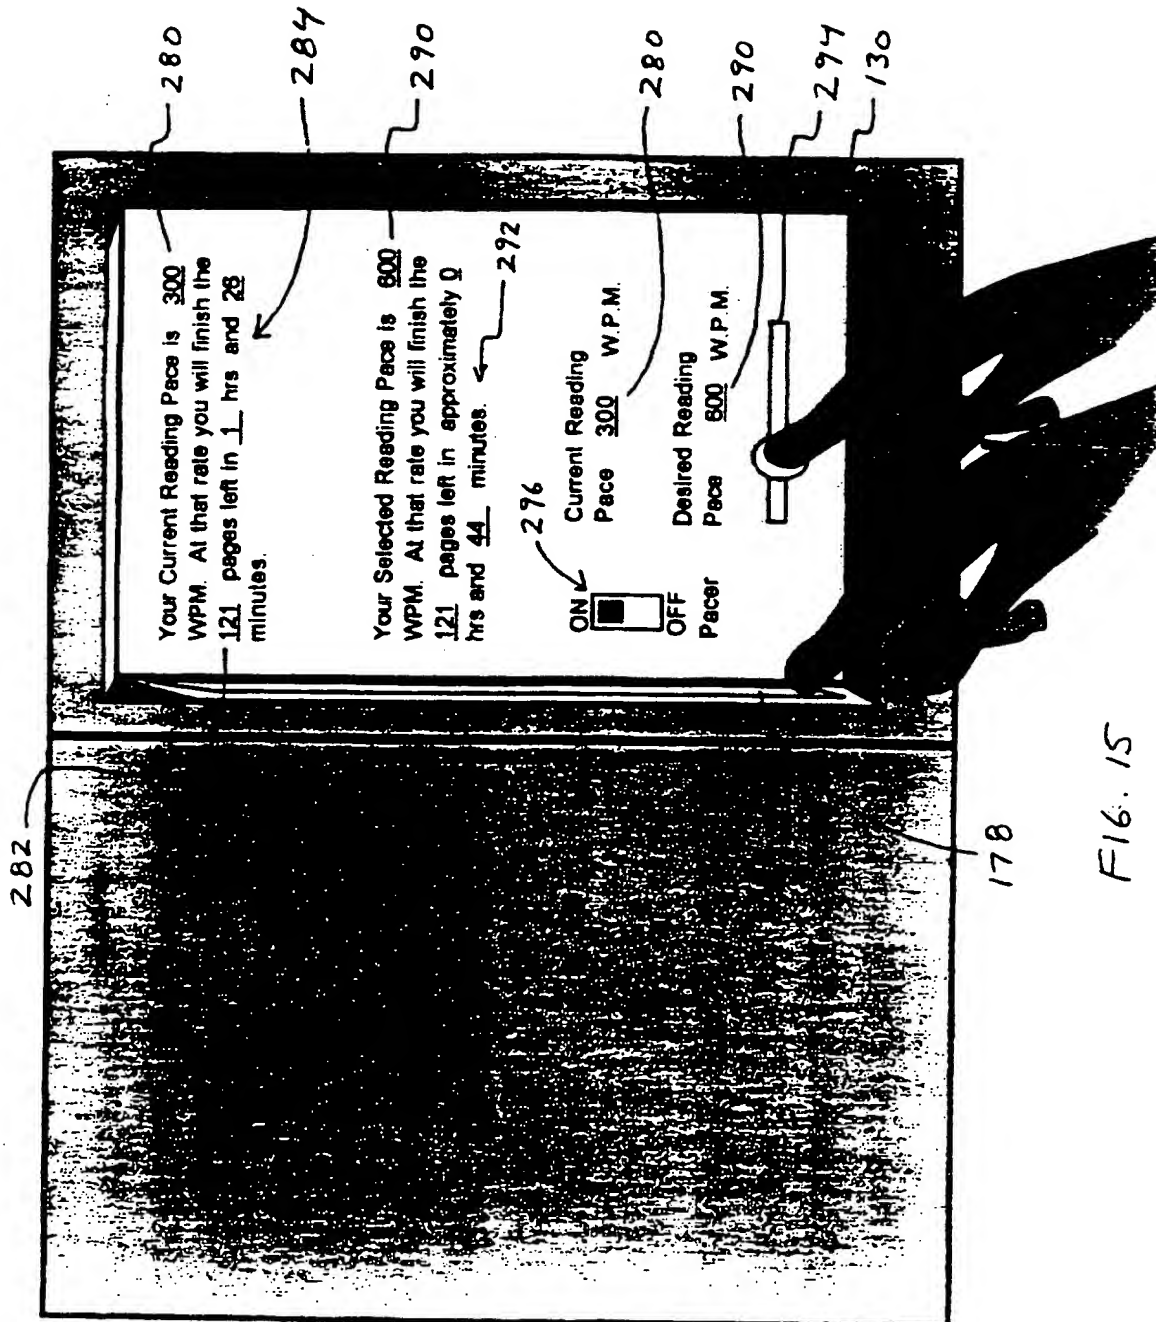 Your Current Reading Pace is 300
WPM. At that rate you will finish the
121 pages left in 1 hrs and 26
minutes.
Your Selected Reading Pace is 600
WPM. At that rate you will finish the
121 pages left in approximately 0
hrs and 44 minutes.
ON
OFF
Pacer
Current Reading
Pace 300 W.P.M.
Desired Reading
Pace 600 W.P.M.
280
284
290
292
296
280
290
294
130
282
178
FIG. 15